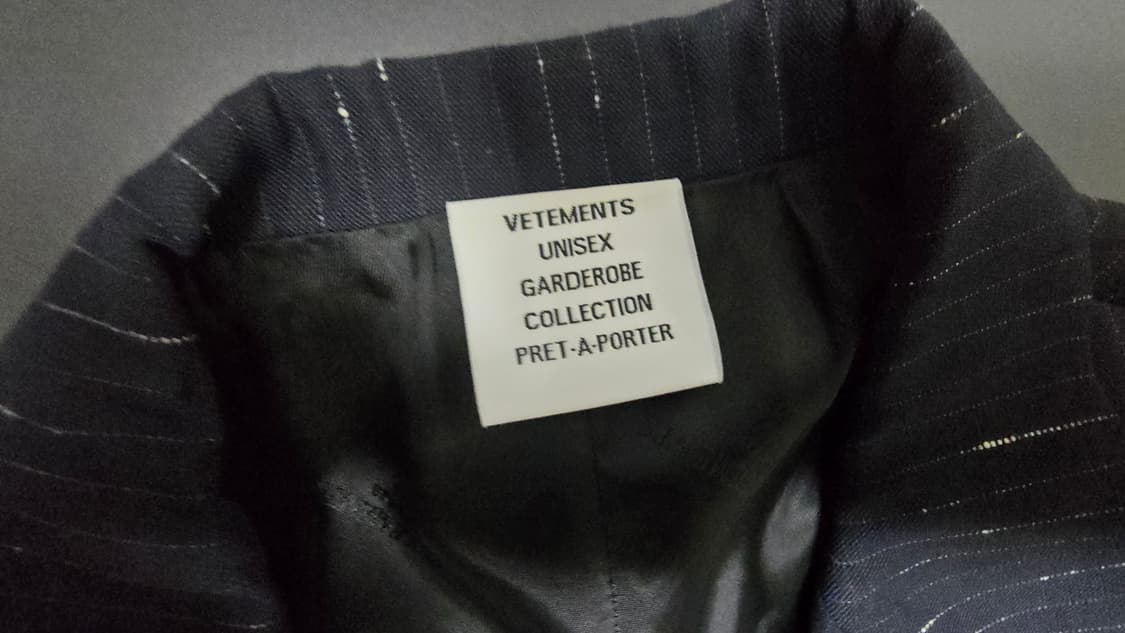 VETEMENTS
UNISEX
GARDEROBE
COLLECTION
PRET-A-PORTER